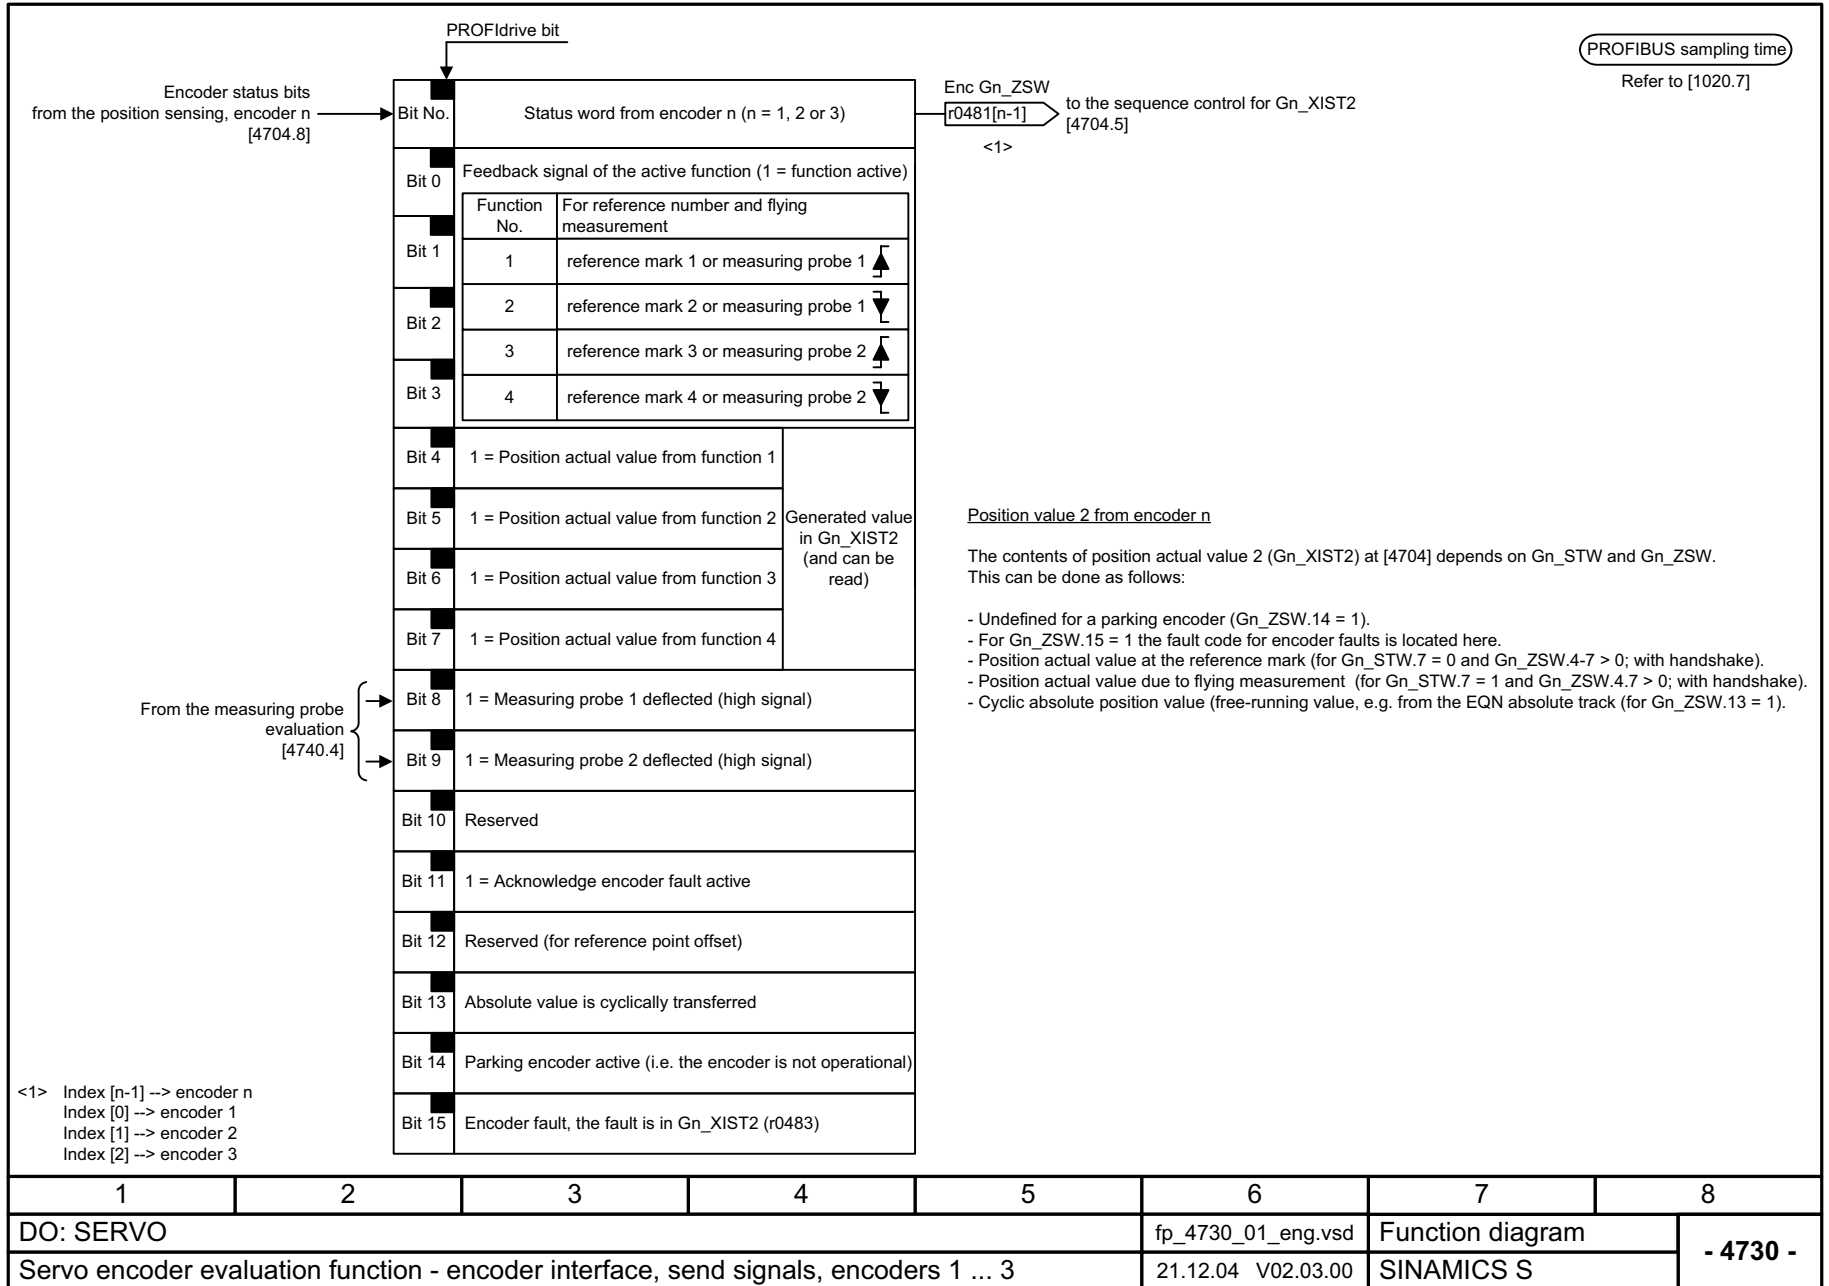 PROFIdrive bit
PROFIBUS sampling time
Refer to [1020.7]
Encoder status bits
from the position sensing, encoder n
[4704.8]
Bit No.
Status word from encoder n (n = 1, 2 or 3)
Enc Gn_ZSW
r0481[n-1]
<1>
to the sequence control for Gn_XIST2
[4704.5]
Bit 0
Feedback signal of the active function (1 = function active)
Function
No.
For reference number and flying
measurement
Bit 1
1
reference mark 1 or measuring probe 1
Bit 2
2
reference mark 2 or measuring probe 1
3
reference mark 3 or measuring probe 2
Bit 3
4
reference mark 4 or measuring probe 2
Bit 4
1 = Position actual value from function 1
Bit 5
1 = Position actual value from function 2
Generated value
in Gn_XIST2
(and can be
read)
Bit 6
1 = Position actual value from function 3
Bit 7
1 = Position actual value from function 4
Position value 2 from encoder n
The contents of position actual value 2 (Gn_XIST2) at [4704] depends on Gn_STW and Gn_ZSW.
This can be done as follows:
- Undefined for a parking encoder (Gn_ZSW.14 = 1).
- For Gn_ZSW.15 = 1 the fault code for encoder faults is located here.
- Position actual value at the reference mark (for Gn_STW.7 = 0 and Gn_ZSW.4-7 > 0; with handshake).
- Position actual value due to flying measurement (for Gn_STW.7 = 1 and Gn_ZSW.4.7 > 0; with handshake).
- Cyclic absolute position value (free-running value, e.g. from the EQN absolute track (for Gn_ZSW.13 = 1).
From the measuring probe
evaluation
[4740.4]
Bit 8
1 = Measuring probe 1 deflected (high signal)
Bit 9
1 = Measuring probe 2 deflected (high signal)
Bit 10
Reserved
Bit 11
1 = Acknowledge encoder fault active
Bit 12
Reserved (for reference point offset)
Bit 13
Absolute value is cyclically transferred
Bit 14
Parking encoder active (i.e. the encoder is not operational)
Bit 15
Encoder fault, the fault is in Gn_XIST2 (r0483)
<1> Index [n-1] --> encoder n
Index [0] --> encoder 1
Index [1] --> encoder 2
Index [2] --> encoder 3
1 2 3 4 5 6 7 8
DO: SERVO
fp_4730_01_eng.vsd
Function diagram
- 4730 -
Servo encoder evaluation function - encoder interface, send signals, encoders 1 ... 3
21.12.04 V02.03.00
SINAMICS S